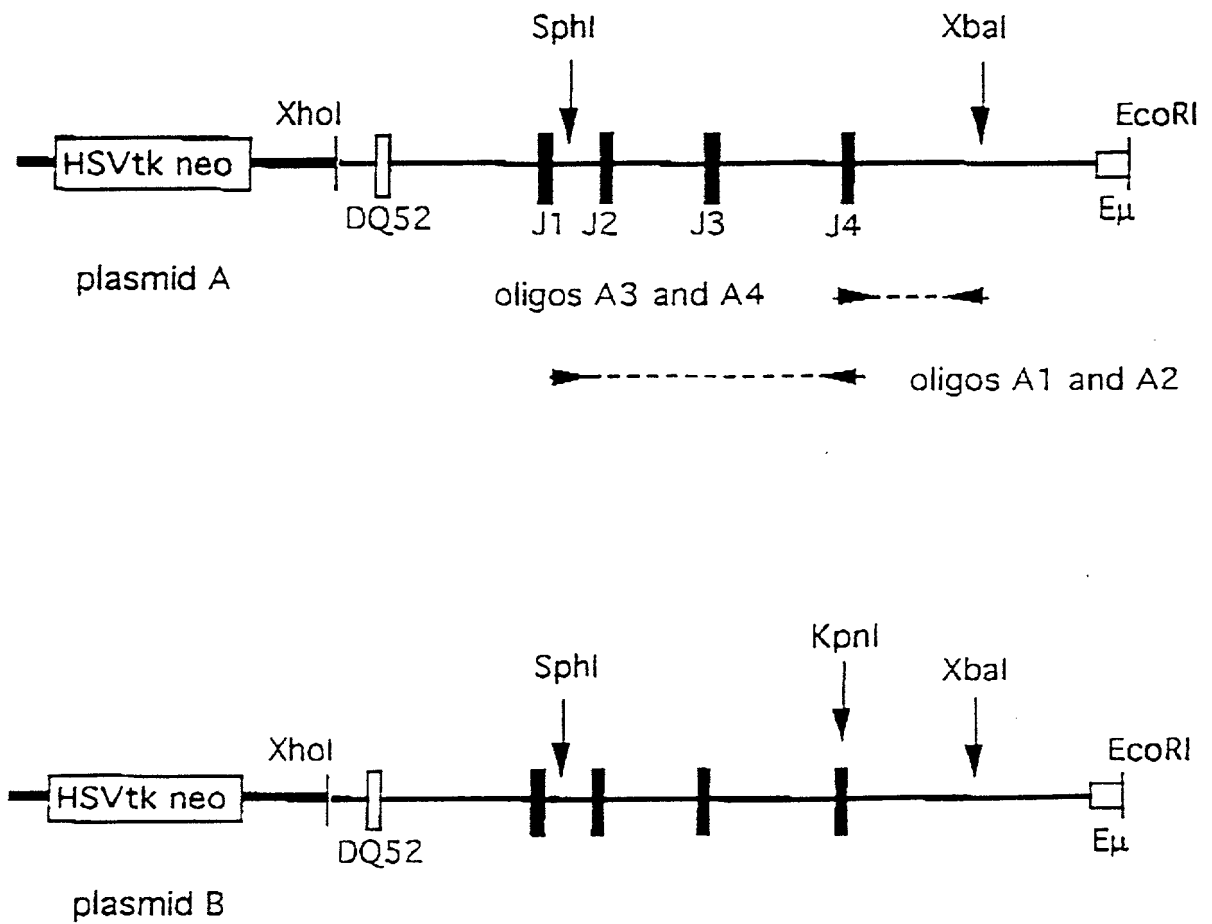 SphI
XbaI
XhoI
EcoRI
HSVtk neo
DQ52
J1
J2
J3
J4
Eμ
plasmid A
oligos A3 and A4
oligos A1 and A2
KpnI
SphI
XbaI
XhoI
EcoRI
HSVtk neo
DQ52
Eμ
plasmid B